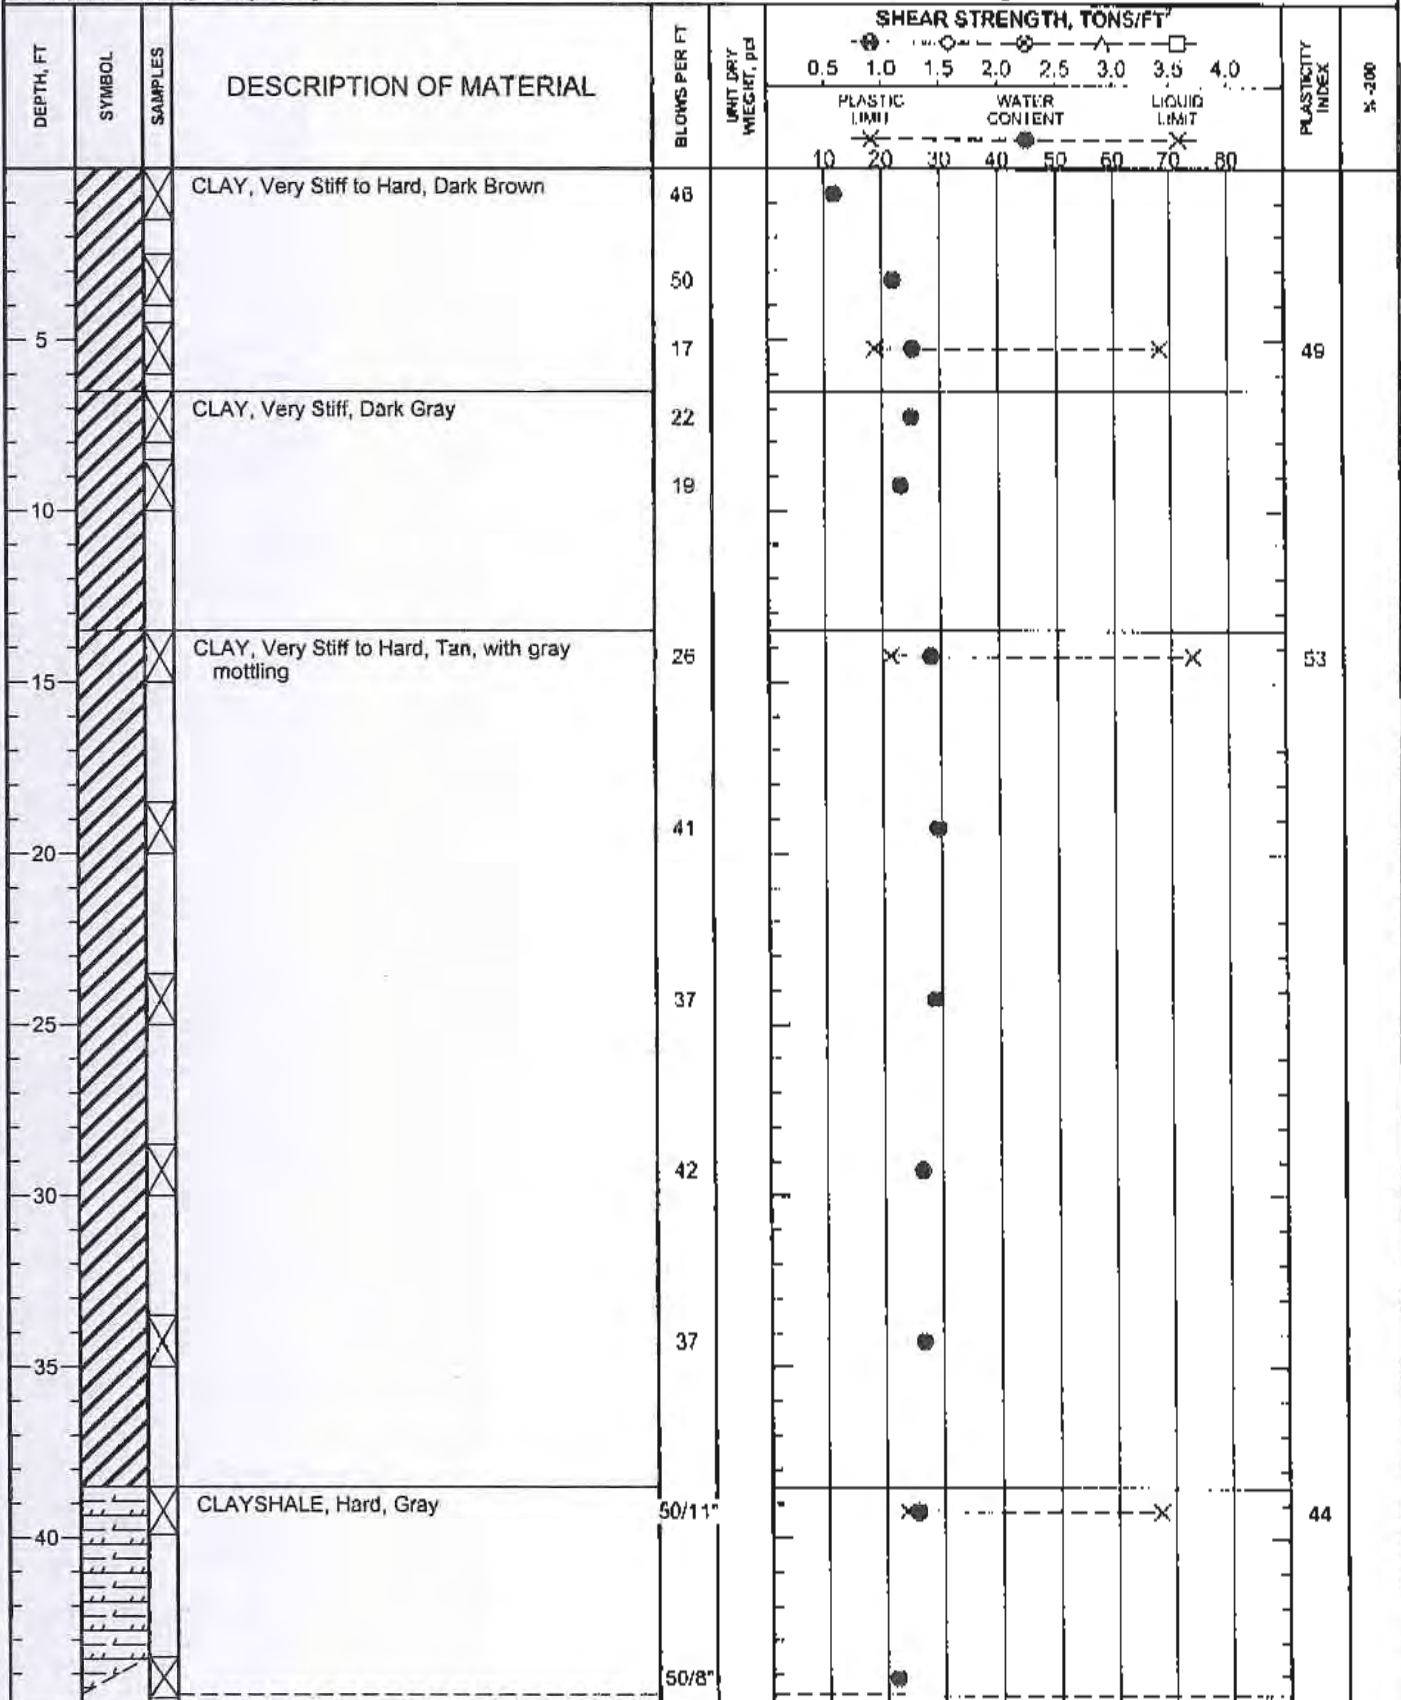 SHEAR STRENGTH, TONS/FT²
DEPTH, FT
SYMBOL
SAMPLES
DESCRIPTION OF MATERIAL
BLOWS PER FT
UNIT DRY
WEIGHT, pcf
0.5 1.0 1.5 2.0 2.5 3.0 3.5 4.0
PLASTIC LIMIT
WATER CONTENT
LIQUID LIMIT
10 20 30 40 50 60 70 80
PLASTICITY
INDEX
% -200
CLAY, Very Stiff to Hard, Dark Brown
46
50
5
17
49
CLAY, Very Stiff, Dark Gray
22
19
10
CLAY, Very Stiff to Hard, Tan, with gray
mottling
26
53
15
41
20
37
25
42
30
37
35
CLAYSHALE, Hard, Gray
50/11"
44
40
50/8"